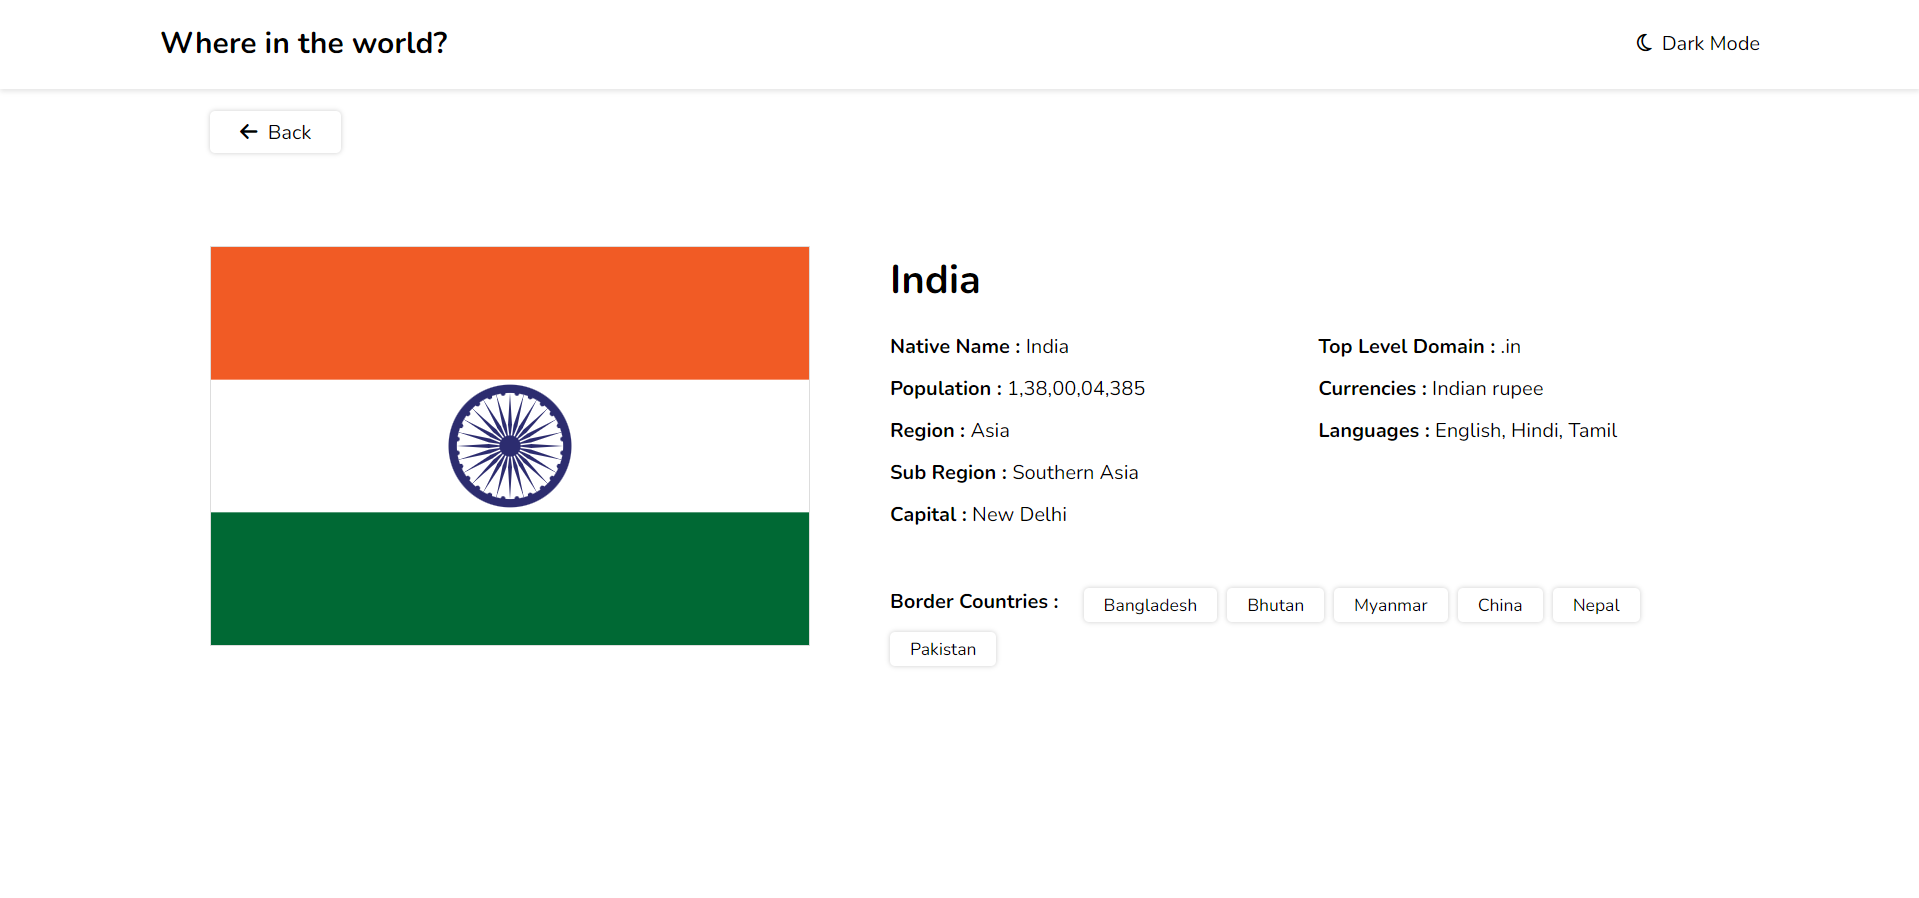 Where in the world?
Dark Mode
Back
India
Native Name : India
Population : 1,38,00,04,385
Region : Asia
Sub Region : Southern Asia
Capital : New Delhi
Top Level Domain : .in
Currencies : Indian rupee
Languages : English, Hindi, Tamil
Border Countries : Bangladesh Bhutan Myanmar China Nepal
Pakistan